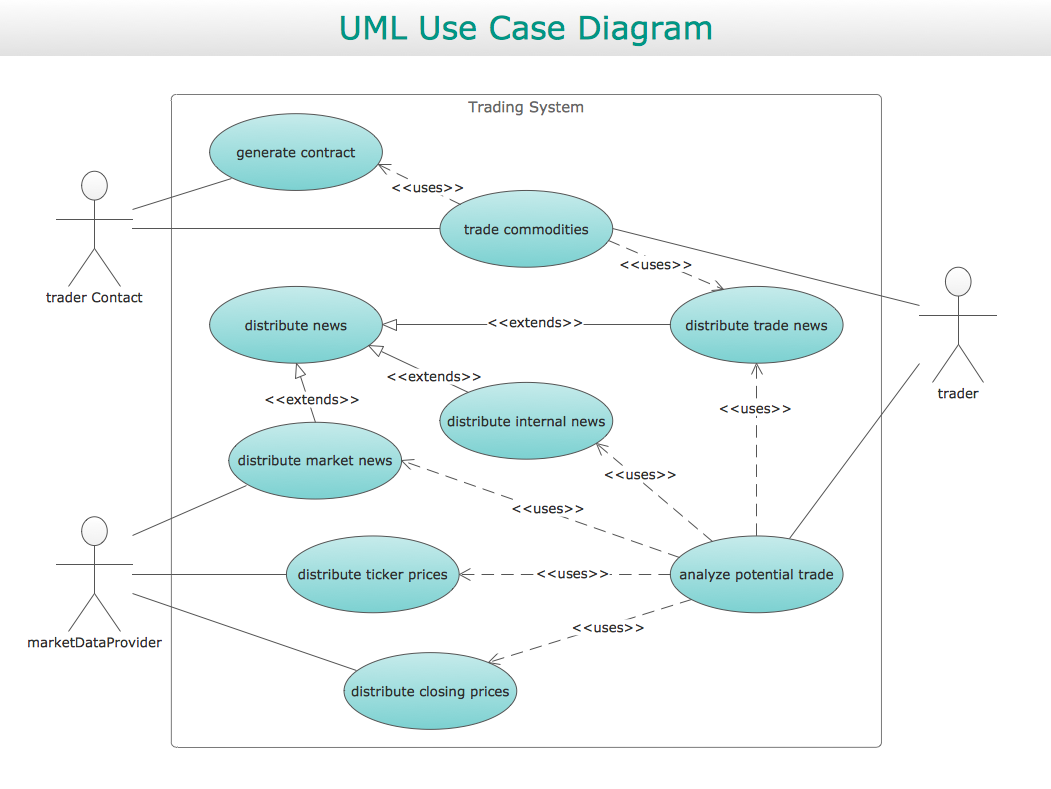 UML Use Case Diagram
Trading System
generate contract
<<uses>>
trade commodities
<<uses>>
trader Contact
distribute news
<<extends>>
distribute trade news
<<extends>>
trader
<<extends>>
<<uses>>
distribute internal news
distribute market news
<<uses>>
<<uses>>
distribute ticker prices
<<uses>>
analyze potential trade
<<uses>>
marketDataProvider
distribute closing prices